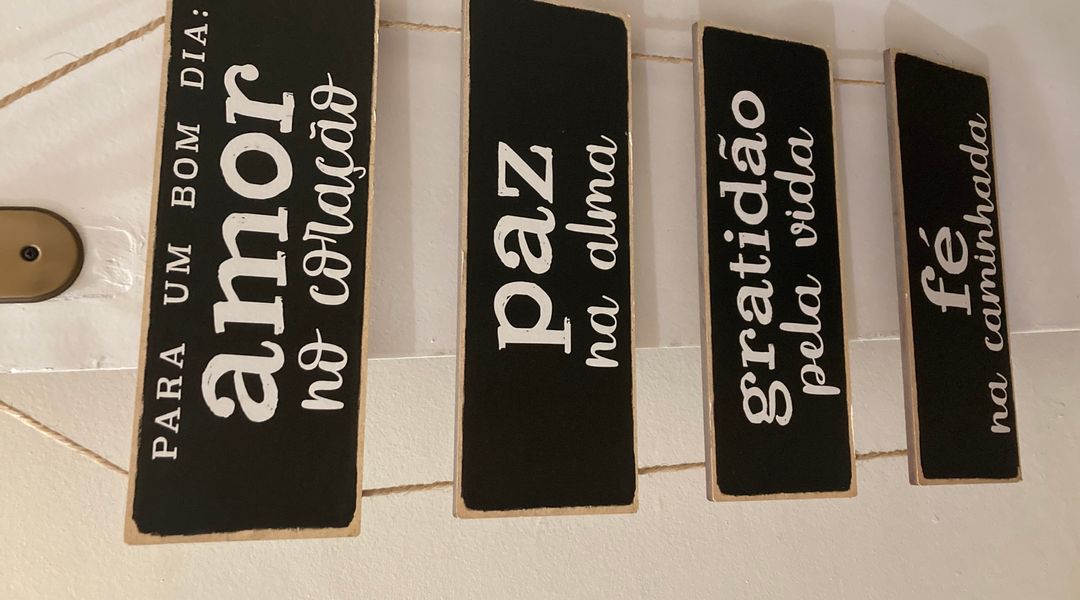 PARA UM BOM DIA:
amor
no coração
paz
na alma
gratidão
pela vida
fé
na caminhada